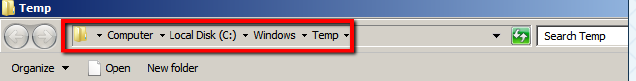 Temp
Computer Local Disk (C:) Windows Temp Search Temp
Organize Open New folder